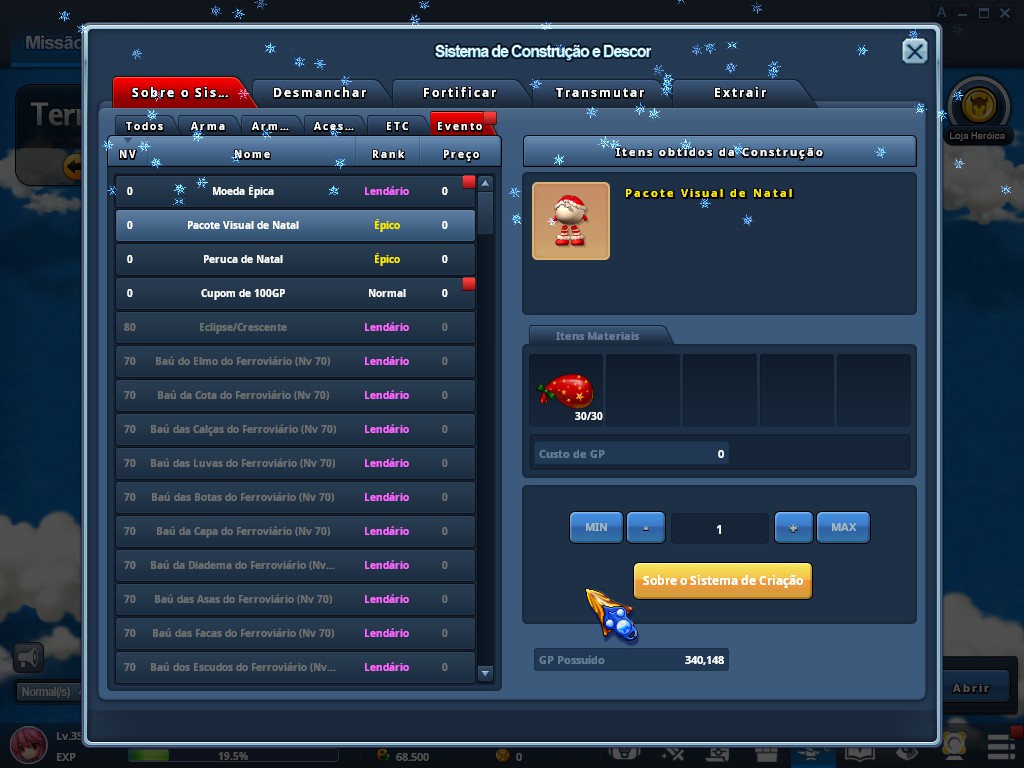 Missão
A
Sistema de Construção e Descor
Sobre o Sis... Desmanchar Fortificar Transmutar Extrair
Loja Heróica
Todos Arma Arm... Aces... ETC Evento
NV Nome Rank Preço
Itens obtidos da Construção
0 Moeda Épica Lendário 0
0 Pacote Visual de Natal Épico 0
0 Peruca de Natal Épico 0
0 Cupom de 100GP Normal 0
80 Eclipse/Crescente Lendário 0
70 Baú do Elmo do Ferroviário (Nv 70) Lendário 0
70 Baú da Cota do Ferroviário (Nv 70) Lendário 0
70 Baú das Calças do Ferroviário (Nv 70) Lendário 0
70 Baú das Luvas do Ferroviário (Nv 70) Lendário 0
70 Baú das Botas do Ferroviário (Nv 70) Lendário 0
70 Baú da Capa do Ferroviário (Nv 70) Lendário 0
70 Baú da Diadema do Ferroviário (Nv... Lendário 0
70 Baú das Asas do Ferroviário (Nv 70) Lendário 0
70 Baú das Facas do Ferroviário (Nv 70) Lendário 0
70 Baú dos Escudos do Ferroviário (Nv... Lendário 0
Pacote Visual de Natal
Itens Materiais
30/30
Custo de GP 0
MIN - 1 + MAX
Sobre o Sistema de Criação
GP Possuído 340,148
Normal(/s)
Abrir
Lv.35
EXP 19.5% 68.500 0